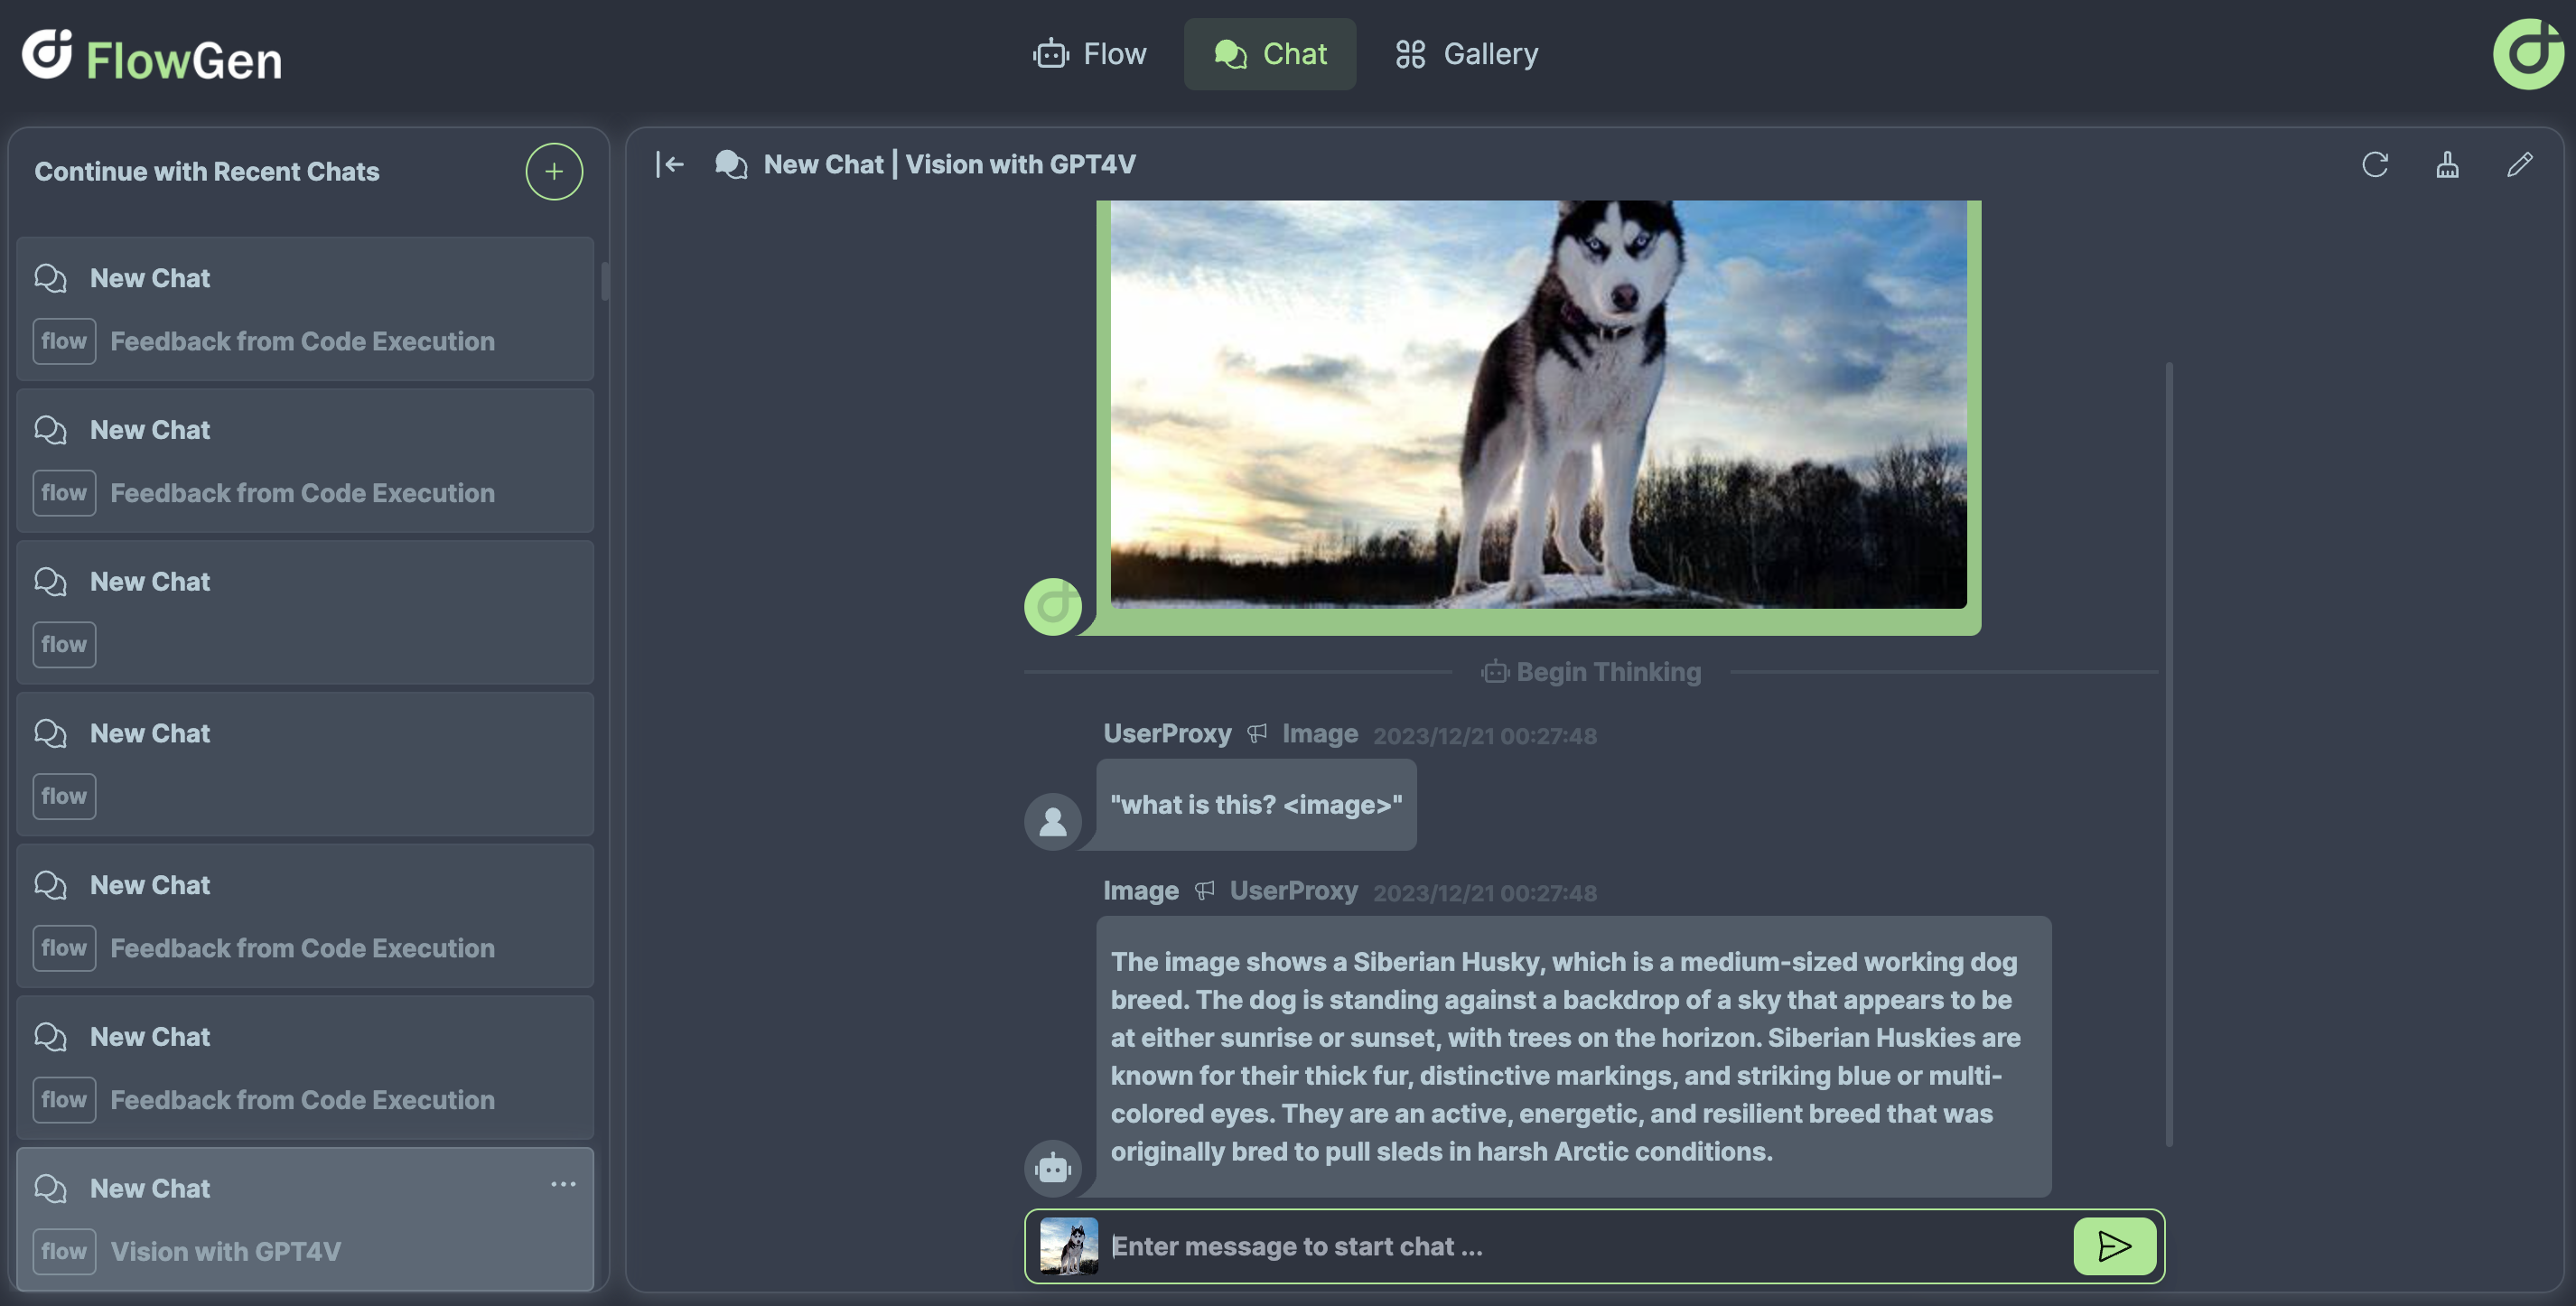 FlowGen
Flow
Chat
Gallery
Continue with Recent Chats
New Chat
flow Feedback from Code Execution
New Chat
flow Feedback from Code Execution
New Chat
flow
New Chat
flow
New Chat
flow Feedback from Code Execution
New Chat
flow Feedback from Code Execution
New Chat
flow Vision with GPT4V
New Chat | Vision with GPT4V
Begin Thinking
UserProxy Image 2023/12/21 00:27:48
"what is this? <image>"
Image UserProxy 2023/12/21 00:27:48
The image shows a Siberian Husky, which is a medium-sized working dog
breed. The dog is standing against a backdrop of a sky that appears to be
at either sunrise or sunset, with trees on the horizon. Siberian Huskies are
known for their thick fur, distinctive markings, and striking blue or multi-
colored eyes. They are an active, energetic, and resilient breed that was
originally bred to pull sleds in harsh Arctic conditions.
Enter message to start chat ...